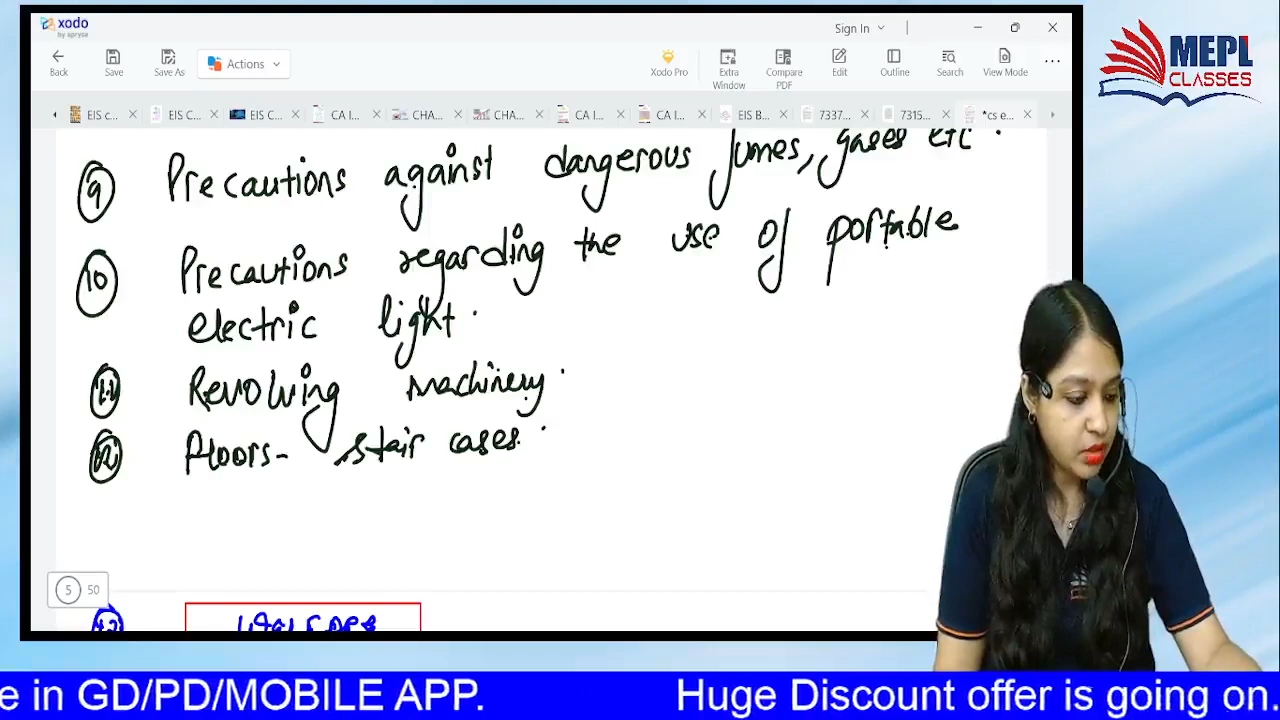 xodo
by apryse
Sign In
Back
Save
Save As
Actions
Xodo Pro
Extra Window
Compare PDF
Edit
Outline
Search
View Mode
EIS c...
EIS C...
EIS C...
CA I...
CHA...
CHA...
CA I...
CA I...
EIS B...
7337...
7315...
*cs e...
MEPL
CLASSES
9 Precautions against dangerous fumes, gases etc.
10 Precautions regarding the use of portable
electric light.
11 Revolving machinery.
12 Floors- stair cases.
5 50
e in GD/PD/MOBILE APP. Huge Discount offer is going on.